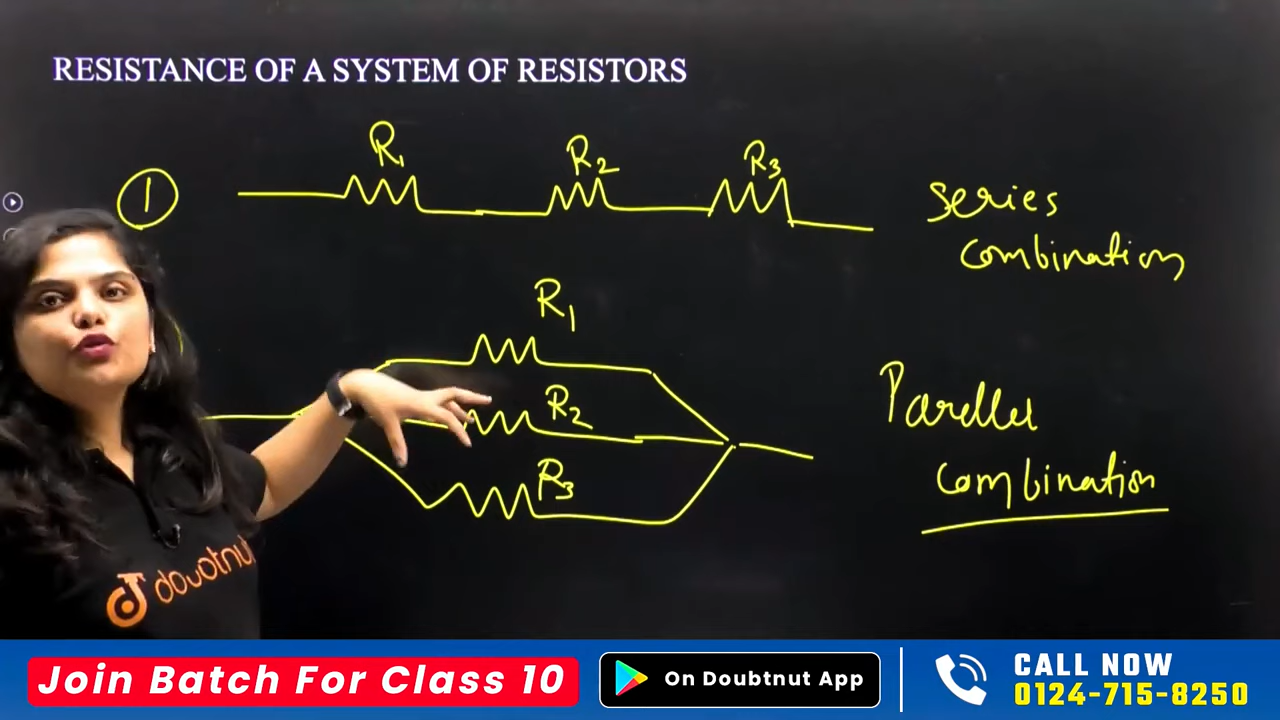 RESISTANCE OF A SYSTEM OF RESISTORS
1
R1
R2
R3
series
combination
R1
R2
R3
Parellel
combination
doubtnut
Join Batch For Class 10
On Doubtnut App
CALL NOW
0124-715-8250